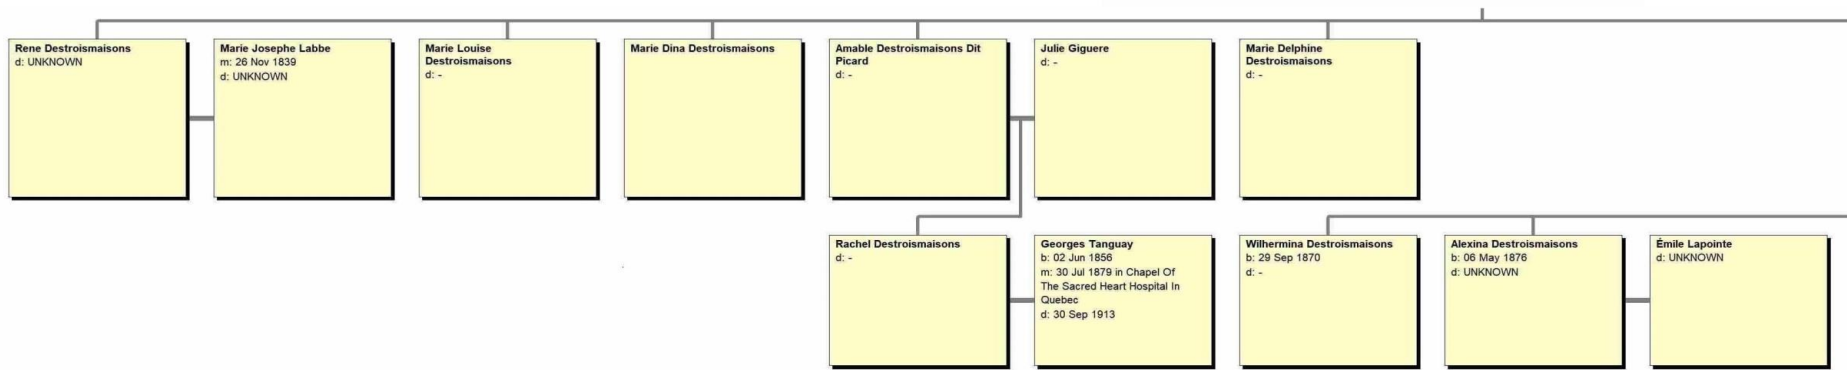 Rene Destroismaisons
d: UNKNOWN
Marie Josephe Labbe
m: 26 Nov 1839
d: UNKNOWN
Marie Louise
Destroismaisons
d: -
Marie Dina Destroismaisons
Amable Destroismaisons Dit
Picard
d: -
Julie Giguere
d: -
Marie Delphine
Destroismaisons
d: -
Rachel Destroismaisons
d: -
Georges Tanguay
b: 02 Jun 1856
m: 30 Jul 1879 in Chapel Of
The Sacred Heart Hospital In
Quebec
d: 30 Sep 1913
Wilhermina Destroismaisons
b: 29 Sep 1870
d: -
Alexina Destroismaisons
b: 06 May 1876
d: UNKNOWN
Émile Lapointe
d: UNKNOWN